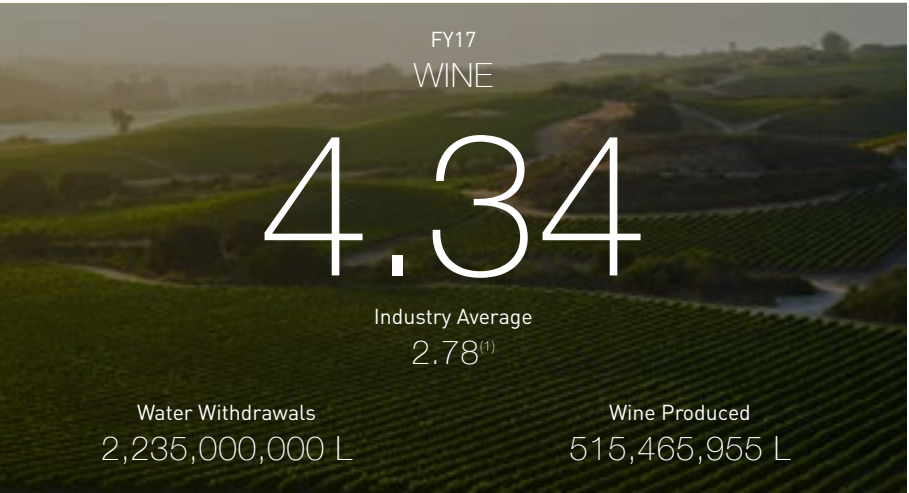 FY17
WINE
4.34
Industry Average
2.78(1)
Water Withdrawals
2,235,000,000 L
Wine Produced
515,465,955 L